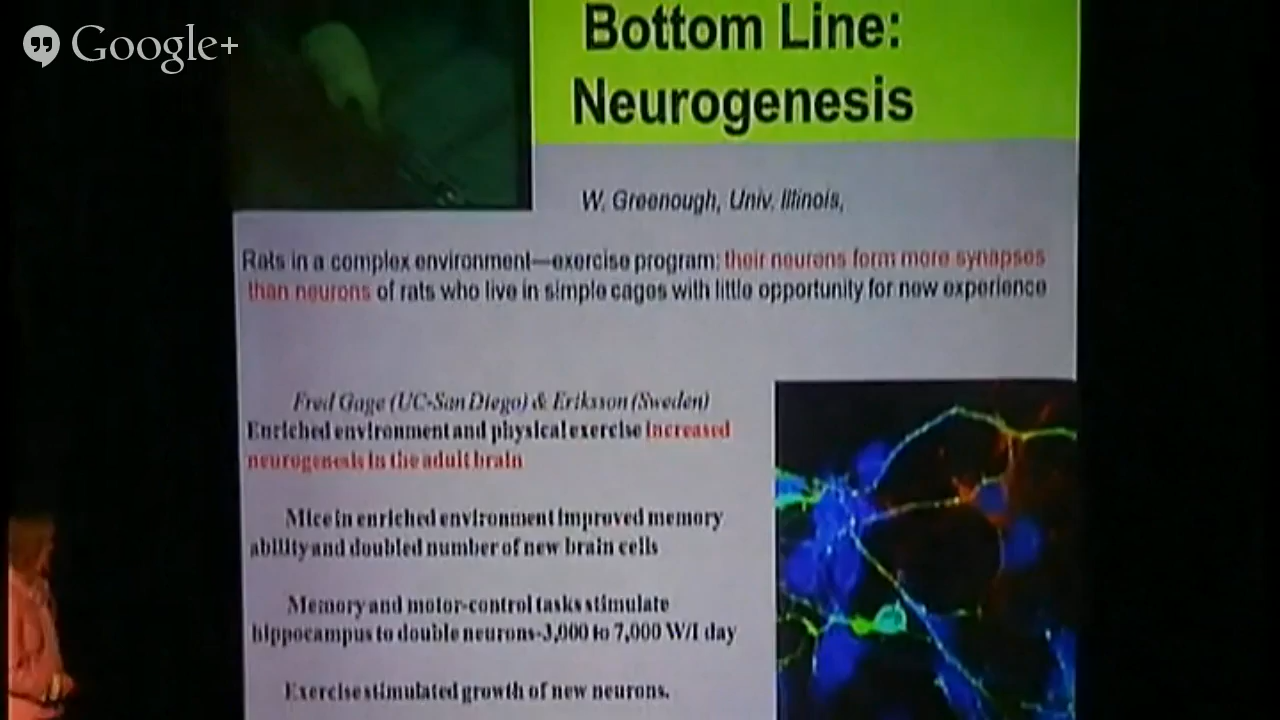 Google+
Bottom Line:
Neurogenesis
W. Greenough, Univ. Illinois,
Rats in a complex environment—exercise program: their neurons form more synapses
than neurons of rats who live in simple cages with little opportunity for new experience
Fred Gage (UC-San Diego) & Eriksson (Sweden)
Enriched environment and physical exercise increased
neurogenesis in the adult brain
Mice in enriched environment improved memory
ability and doubled number of new brain cells
Memory and motor-control tasks stimulate
hippocampus to double neurons-3,000 to 7,000 W/I day
Exercise stimulated growth of new neurons.